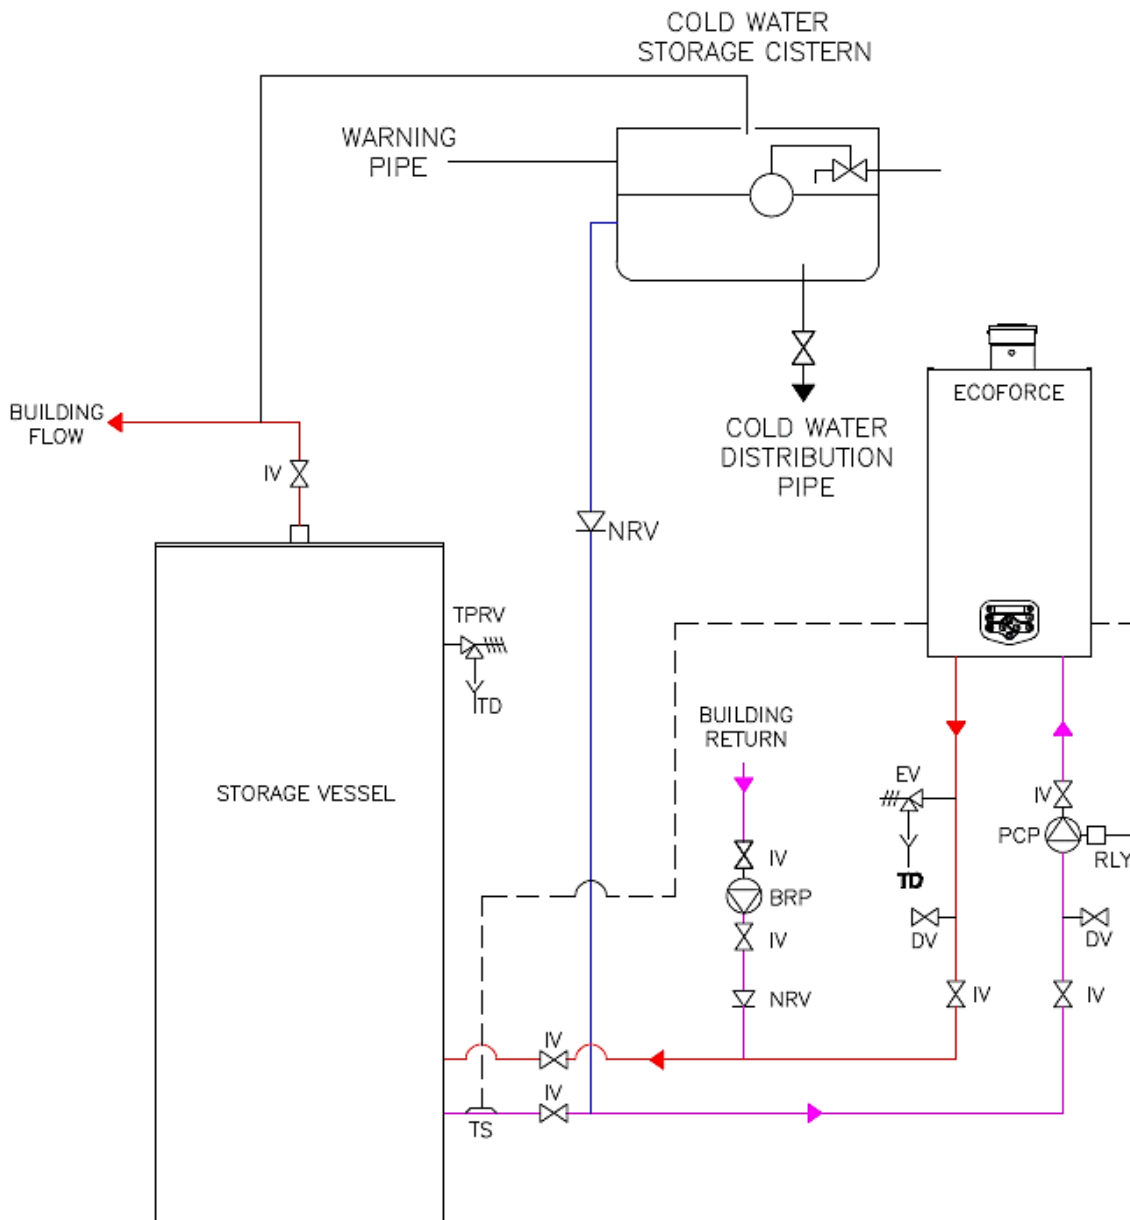 COLD WATER
STORAGE CISTERN
WARNING
PIPE
ECOFORCE
BUILDING
FLOW
COLD WATER
DISTRIBUTION
PIPE
IV
NRV
TPRV
TD
BUILDING
RETURN
STORAGE VESSEL
EV
IV
PCP
RLY
TD
IV
BRP
IV
DV
DV
NRV
IV
IV
IV
IV
TS